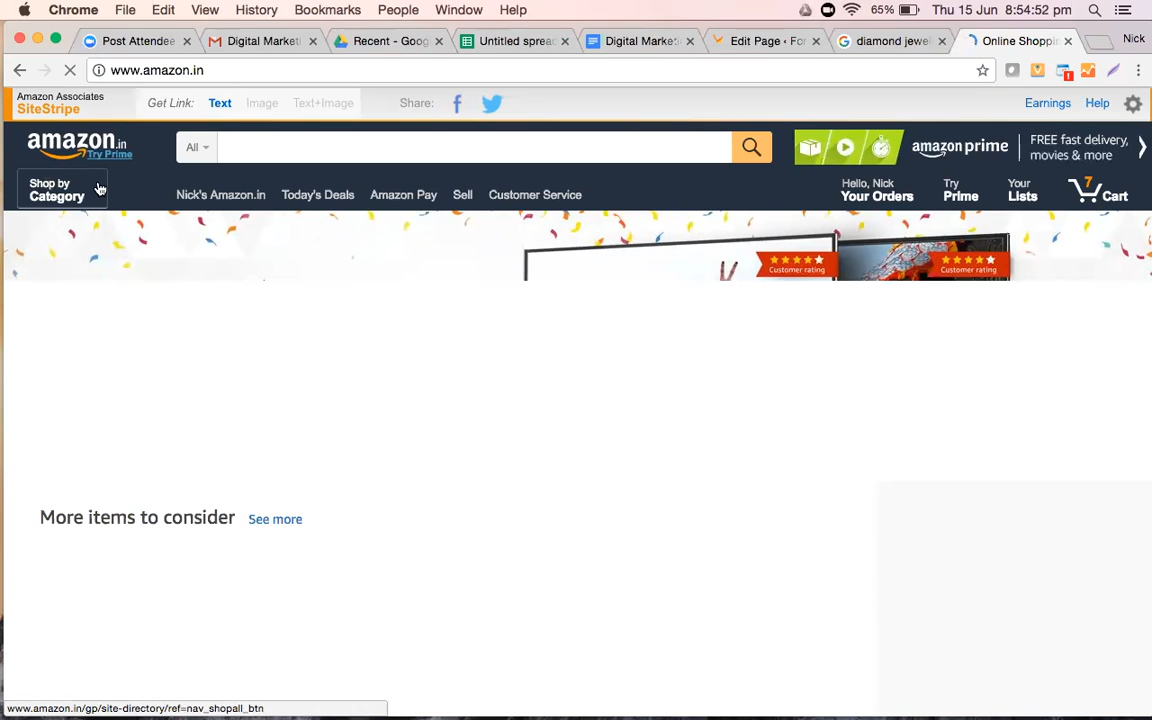 Chrome File Edit View History Bookmarks People Window Help 65% Thu 15 Jun 8:54:52 pm
Post Attendee Digital Market Recent - Goog Untitled sprea Digital Marke Edit Page ‹ For diamond jewel Online Shoppin Nick
www.amazon.in
Amazon Associates
SiteStripe
Get Link: Text Image Text+Image Share: Earnings Help
amazon.in
Try Prime
All
amazon prime
FREE fast delivery,
movies & more
Shop by
Category
Nick's Amazon.in Today's Deals Amazon Pay Sell Customer Service
Hello, Nick
Your Orders
Try
Prime
Your
Lists
7
Cart
Customer rating
Customer rating
More items to consider See more
www.amazon.in/gp/site-directory/ref=nav_shopall_btn